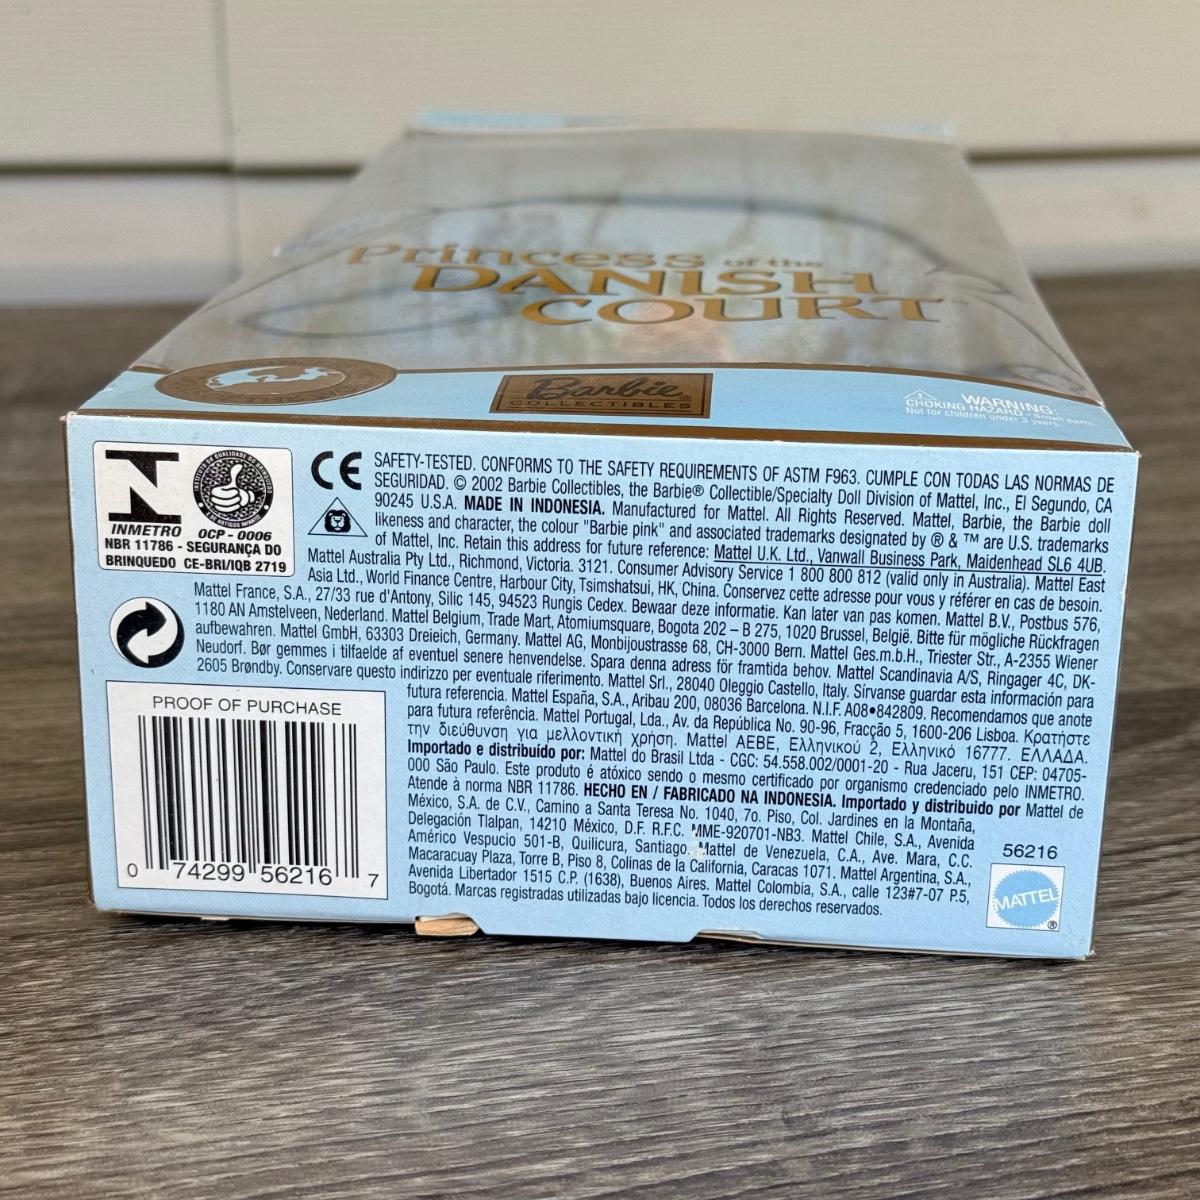 Princess of the
DANISH
COURT™
Barbie®
COLLECTIBLES
⚠ WARNING:
CHOKING HAZARD - Small parts.
Not for children under 3 years.
INMETRO
OCP - 0006
NBR 11786 - SEGURANÇA DO
BRINQUEDO CE-BRI/IQB 2719
CE
SAFETY-TESTED. CONFORMS TO THE SAFETY REQUIREMENTS OF ASTM F963. CUMPLE CON TODAS LAS NORMAS DE
SEGURIDAD. © 2002 Barbie Collectibles, the Barbie® Collectible/Specialty Doll Division of Mattel, Inc., El Segundo, CA
90245 U.S.A. MADE IN INDONESIA. Manufactured for Mattel. All Rights Reserved. Mattel, Barbie, the Barbie doll
likeness and character, the colour "Barbie pink" and associated trademarks designated by ® & ™ are U.S. trademarks
of Mattel, Inc. Retain this address for future reference: Mattel U.K. Ltd., Vanwall Business Park, Maidenhead SL6 4UB.
Mattel Australia Pty Ltd., Richmond, Victoria. 3121. Consumer Advisory Service 1 800 800 812 (valid only in Australia). Mattel East
Asia Ltd., World Finance Centre, Harbour City, Tsimshatsui, HK, China. Conservez cette adresse pour vous y référer en cas de besoin.
Mattel France, S.A., 27/33 rue d'Antony, Silic 145, 94523 Rungis Cedex. Bewaar deze informatie. Kan later van pas komen. Mattel B.V., Postbus 576,
1180 AN Amstelveen, Nederland. Mattel Belgium, Trade Mart, Atomiumsquare, Bogota 202 – B 275, 1020 Brussel, België. Bitte für mögliche Rückfragen
aufbewahren. Mattel GmbH, 63303 Dreieich, Germany. Mattel AG, Monbijoustrasse 68, CH-3000 Bern. Mattel Ges.m.b.H., Triester Str., A-2355 Wiener
Neudorf. Bør gemmes i tilfaelde af eventuel senere henvendelse. Spara denna adress för framtida behov. Mattel Scandinavia A/S, Ringager 4C, DK-
2605 Brøndby. Conservare questo indirizzo per eventuale riferimento. Mattel Srl., 28040 Oleggio Castello, Italy. Sírvanse guardar esta información para
futura referencia. Mattel España, S.A., Aribau 200, 08036 Barcelona. N.I.F. A08•842809. Recomendamos que anote
para futura referência. Mattel Portugal, Lda., Av. da República No. 90-96, Fracção 5, 1600-206 Lisboa. Κρατήστε
την διεύθυνση για μελλοντική χρήση. Mattel AEBE, Ελληνικού 2, Ελληνικό 16777. ΕΛΛΑΔΑ.
Importado e distribuído por: Mattel do Brasil Ltda - CGC: 54.558.002/0001-20 - Rua Jaceru, 151 CEP: 04705-
000 São Paulo. Este produto é atóxico sendo o mesmo certificado por organismo credenciado pelo INMETRO.
Atende à norma NBR 11786. HECHO EN / FABRICADO NA INDONESIA. Importado y distribuido por Mattel de
México, S.A. de C.V., Camino a Santa Teresa No. 1040, 7o. Piso, Col. Jardines en la Montaña,
Delegación Tlalpan, 14210 México, D.F. R.F.C. MME-920701-NB3. Mattel Chile, S.A., Avenida
Américo Vespucio 501-B, Quilicura, Santiago. Mattel de Venezuela, C.A., Ave. Mara, C.C.
Macaracuay Plaza, Torre B, Piso 8, Colinas de la California, Caracas 1071. Mattel Argentina, S.A.,
Avenida Libertador 1515 C.P. (1638), Buenos Aires. Mattel Colombia, S.A., calle 123#7-07 P.5,
Bogotá. Marcas registradas utilizadas bajo licencia. Todos los derechos reservados.
PROOF OF PURCHASE
0 74299 56216 7
56216
MATTEL®